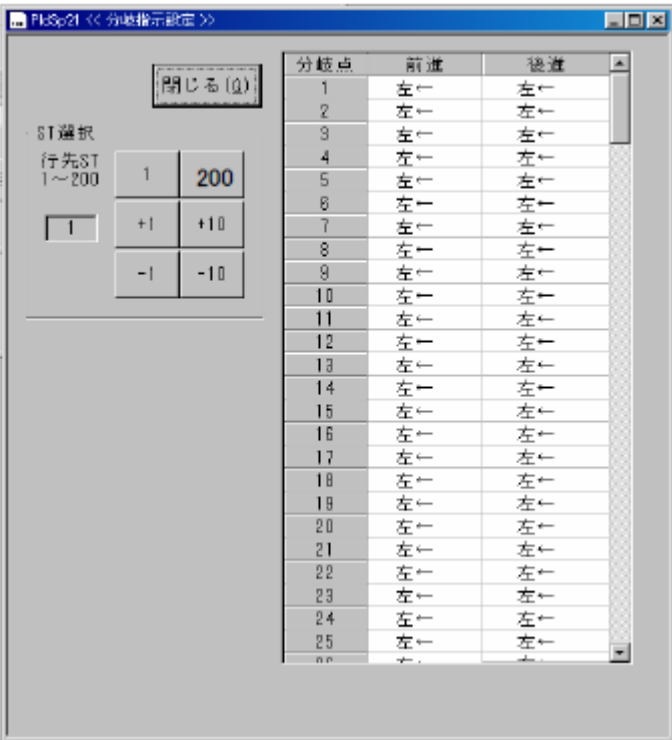 PldSp21 << 分岐指示設定 >>
閉じる(Q)
ST選択
行先ST
1～200
1
1 200
+1 +10
-1 -10
分岐点 前進 後進
1 左← 左←
2 左← 左←
3 左← 左←
4 左← 左←
5 左← 左←
6 左← 左←
7 左← 左←
8 左← 左←
9 左← 左←
10 左← 左←
11 左← 左←
12 左← 左←
13 左← 左←
14 左← 左←
15 左← 左←
16 左← 左←
17 左← 左←
18 左← 左←
19 左← 左←
20 左← 左←
21 左← 左←
22 左← 左←
23 左← 左←
24 左← 左←
25 左← 左←